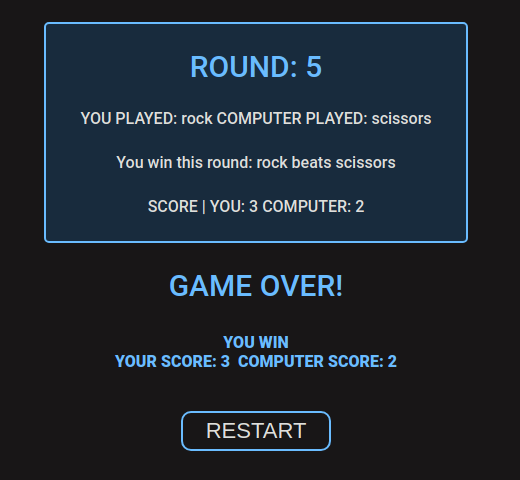 ROUND: 5
YOU PLAYED: rock COMPUTER PLAYED: scissors
You win this round: rock beats scissors
SCORE | YOU: 3 COMPUTER: 2
GAME OVER!
YOU WIN
YOUR SCORE: 3 COMPUTER SCORE: 2
RESTART